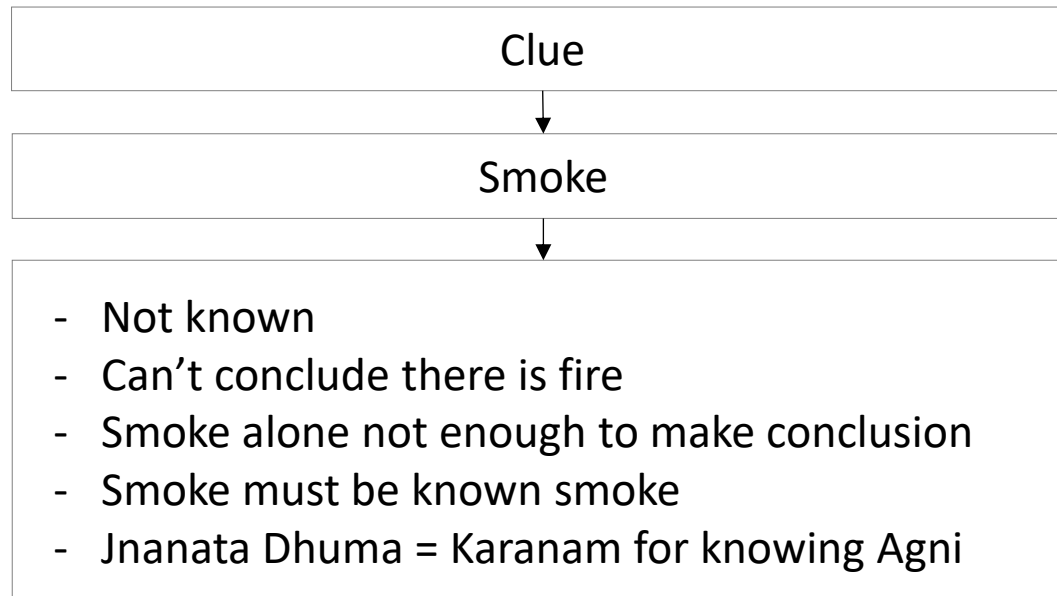 Clue
Smoke
- Not known
- Can’t conclude there is fire
- Smoke alone not enough to make conclusion
- Smoke must be known smoke
- Jnanata Dhuma = Karanam for knowing Agni